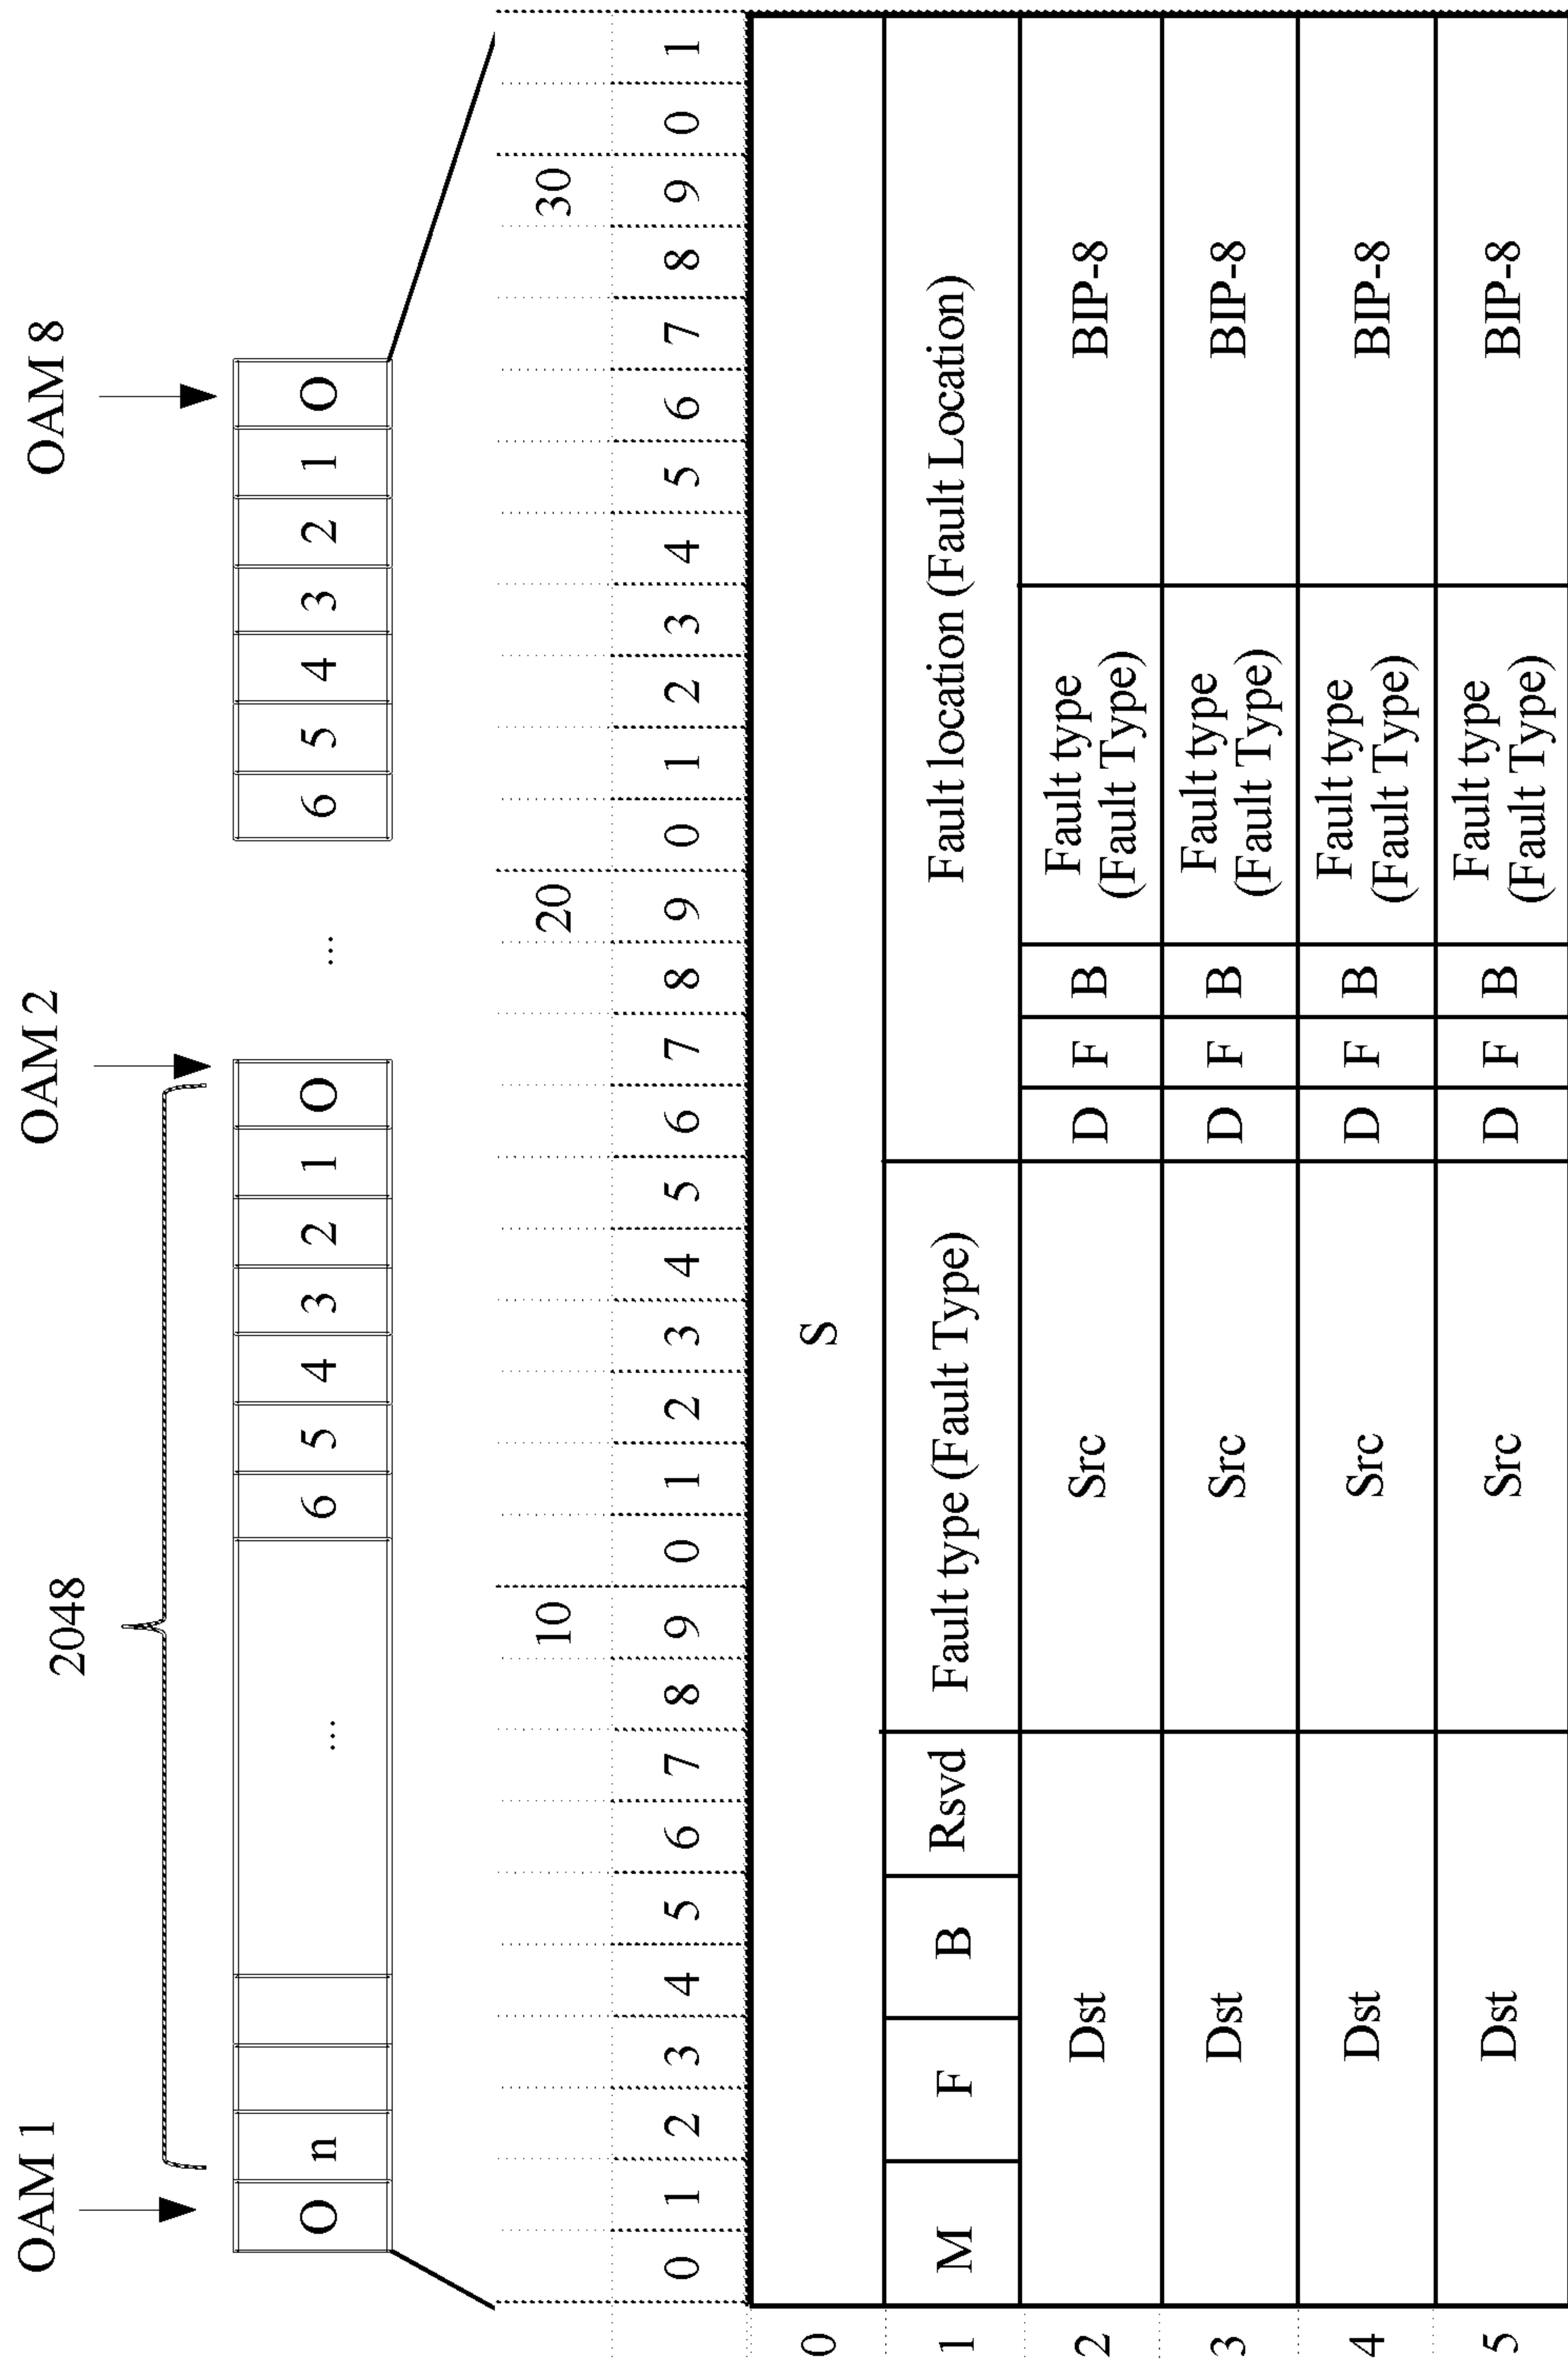 OAM 1 2048 OAM 2 OAM 8
O n ... 6 5 4 3 2 1 O ... 6 5 4 3 2 1 O
10 20 30
0 1 2 3 4 5 6 7 8 9 0 1 2 3 4 5 6 7 8 9 0 1 2 3 4 5 6 7 8 9 0 1
0 S
1 M F B Rsvd Fault type (Fault Type) Fault location (Fault Location)
2 Dst Src D F B Fault type (Fault Type) BIP-8
3 Dst Src D F B Fault type (Fault Type) BIP-8
4 Dst Src D F B Fault type (Fault Type) BIP-8
5 Dst Src D F B Fault type (Fault Type) BIP-8